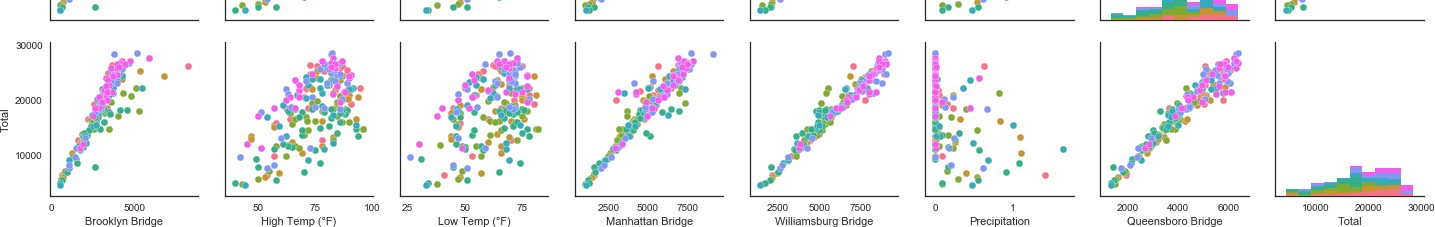 30000
20000
10000
Total
0 5000 50 75 100 25 50 75 2500 5000 7500 2500 5000 7500 0 1 2000 4000 6000 10000 20000 30000
Brooklyn Bridge High Temp (°F) Low Temp (°F) Manhattan Bridge Williamsburg Bridge Precipitation Queensboro Bridge Total